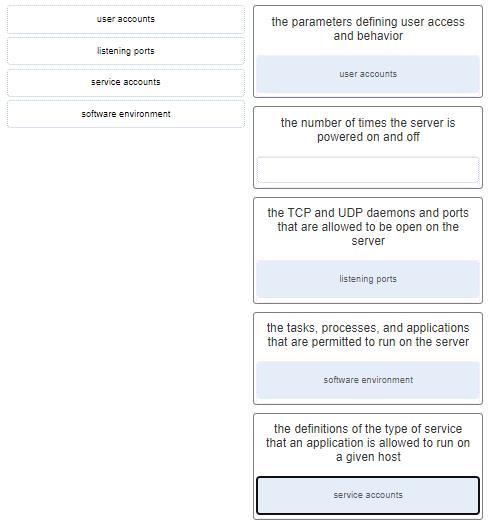 user accounts
listening ports
service accounts
software environment
the parameters defining user access
and behavior
user accounts
the number of times the server is
powered on and off
the TCP and UDP daemons and ports
that are allowed to be open on the
server
listening ports
the tasks, processes, and applications
that are permitted to run on the server
software environment
the definitions of the type of service
that an application is allowed to run on
a given host
service accounts